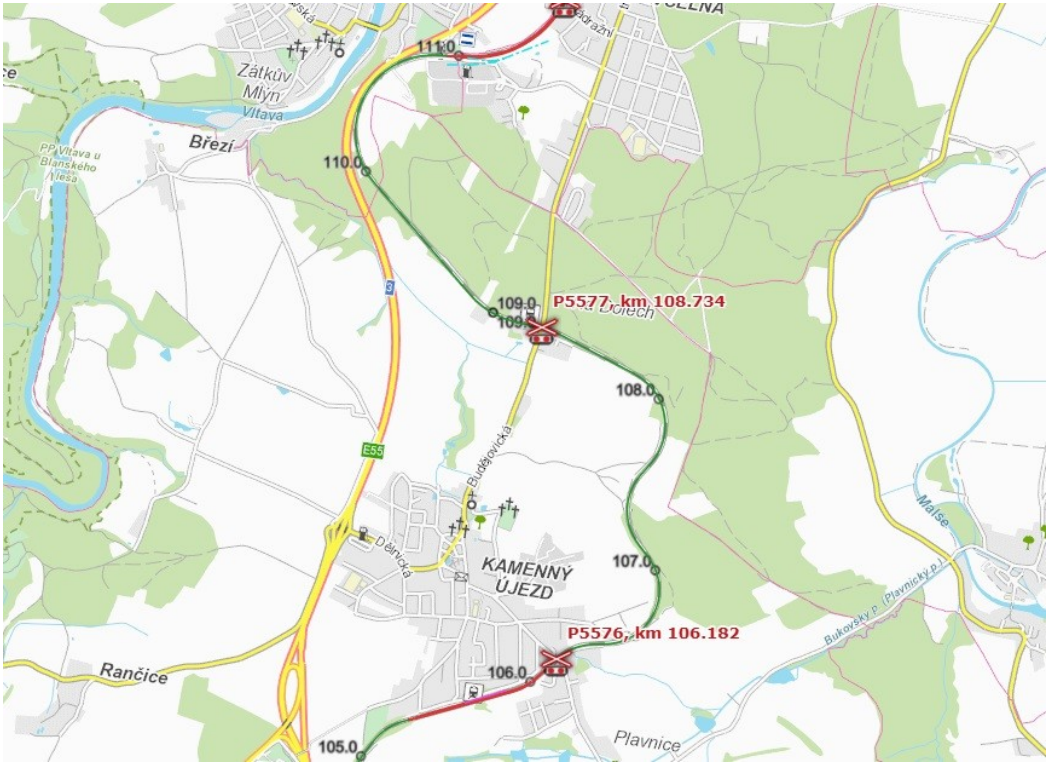 111.0
Zátkův
Mlýn
Vltava
Březí
PP Vltava u
Blanského
lesa
110.0
3
109.0
P5577, km 108.734
108.0
E55
Budějovická
Malše
Dělnická
KAMENNÝ
ÚJEZD
107.0
Bukovský p. (Plavnický p.)
P5576, km 106.182
Rančice
106.0
Plavnice
105.0